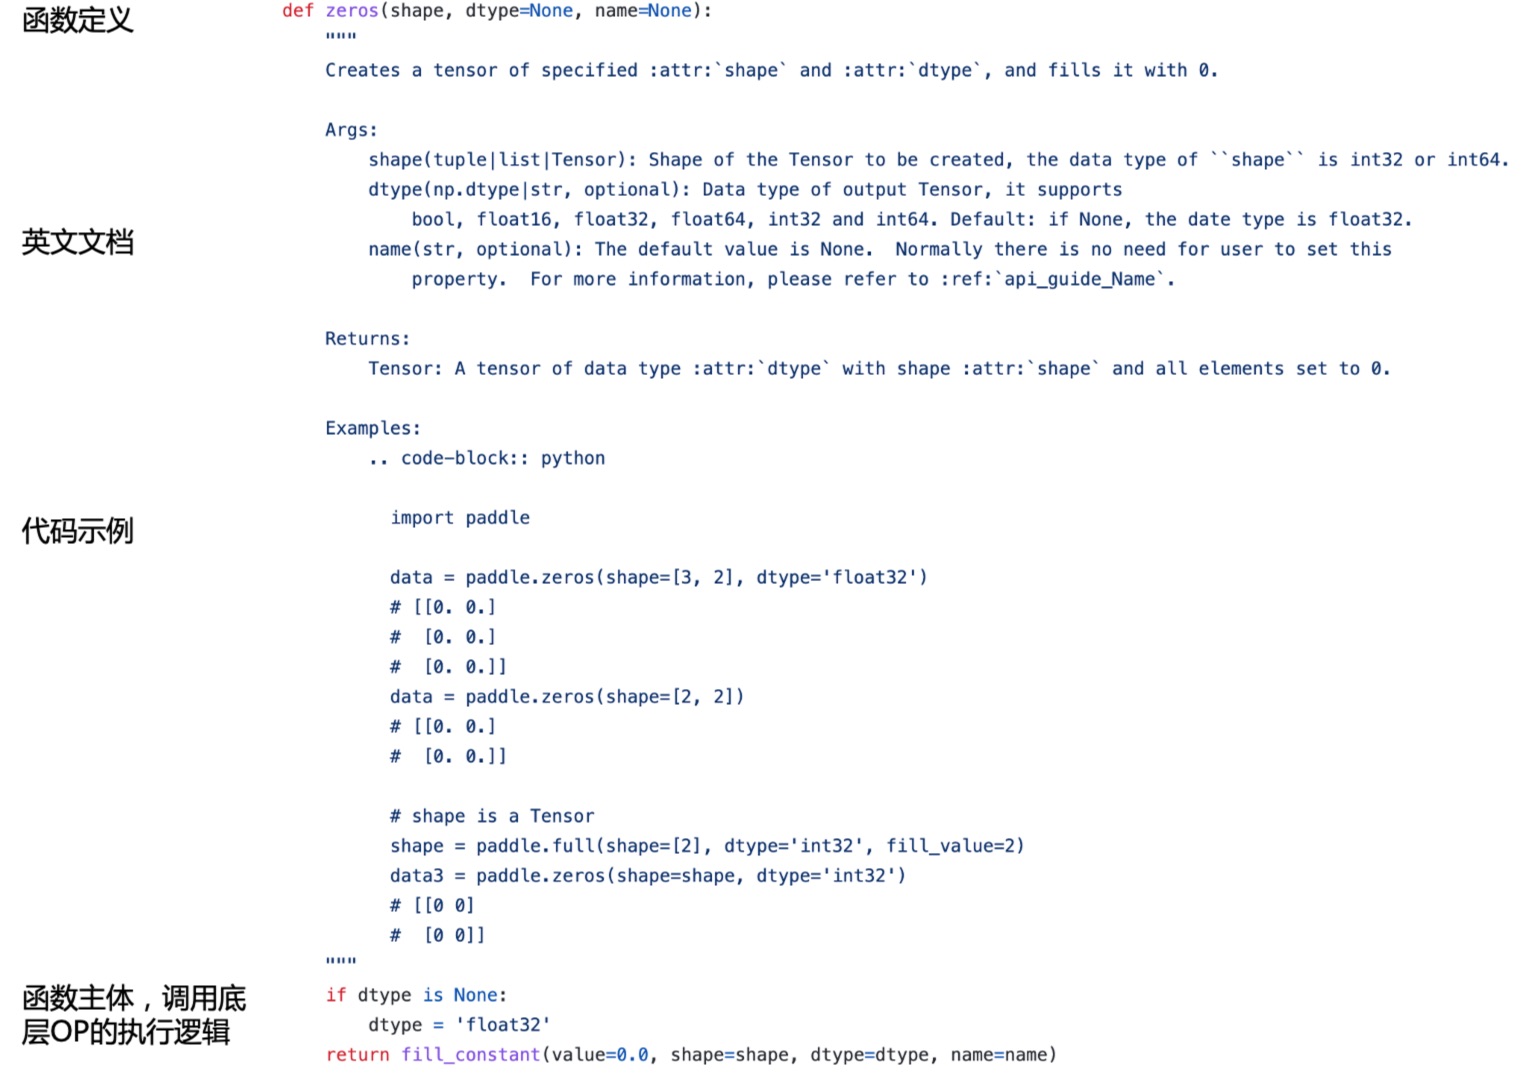 函数定义
def zeros(shape, dtype=None, name=None):
"""
Creates a tensor of specified :attr:`shape` and :attr:`dtype`, and fills it with 0.
Args:
shape(tuple|list|Tensor): Shape of the Tensor to be created, the data type of ``shape`` is int32 or int64.
dtype(np.dtype|str, optional): Data type of output Tensor, it supports
bool, float16, float32, float64, int32 and int64. Default: if None, the date type is float32.
英文文档
name(str, optional): The default value is None.  Normally there is no need for user to set this
property.  For more information, please refer to :ref:`api_guide_Name`.
Returns:
Tensor: A tensor of data type :attr:`dtype` with shape :attr:`shape` and all elements set to 0.
Examples:
.. code-block:: python
代码示例
import paddle
data = paddle.zeros(shape=[3, 2], dtype='float32')
# [[0. 0.]
#  [0. 0.]
#  [0. 0.]]
data = paddle.zeros(shape=[2, 2])
# [[0. 0.]
#  [0. 0.]]
# shape is a Tensor
shape = paddle.full(shape=[2], dtype='int32', fill_value=2)
data3 = paddle.zeros(shape=shape, dtype='int32')
# [[0 0]
#  [0 0]]
"""
函数主体，调用底
层OP的执行逻辑
if dtype is None:
dtype = 'float32'
return fill_constant(value=0.0, shape=shape, dtype=dtype, name=name)